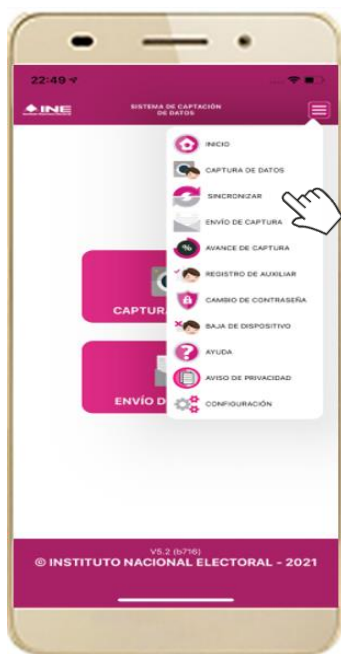 22:49
INE
SISTEMA DE CAPTACIÓN
DE DATOS
INICIO
CAPTURA DE DATOS
SINCRONIZAR
ENVÍO DE CAPTURA
%
AVANCE DE CAPTURA
REGISTRO DE AUXILIAR
CAMBIO DE CONTRASEÑA
BAJA DE DISPOSITIVO
?
AYUDA
AVISO DE PRIVACIDAD
CONFIGURACIÓN
CAPTUR
ENVÍO D
V5.2 (b716)
© INSTITUTO NACIONAL ELECTORAL - 2021